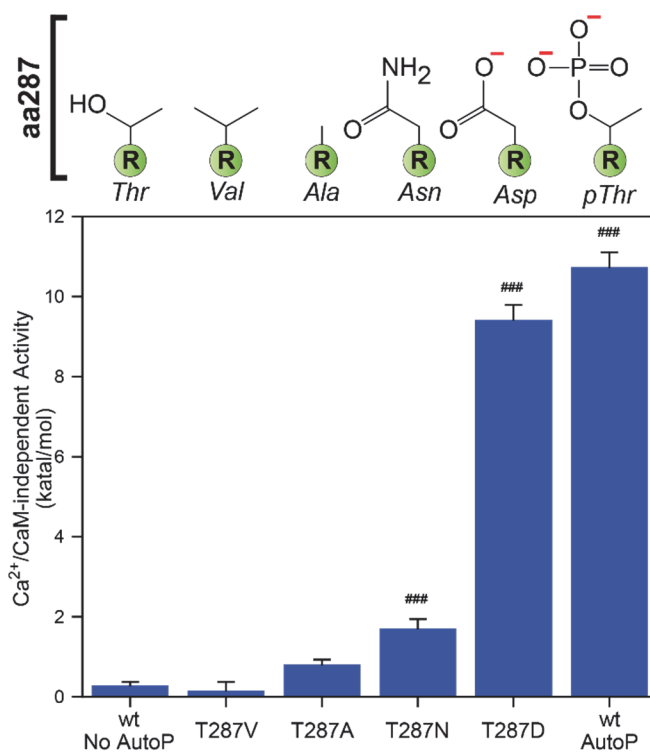 aa287
HO
NH₂
O
O
O⁻
O⁻
O⁻
P
O
O
R R R R R R
Thr Val Ala Asn Asp pThr
Ca²⁺/CaM-independent Activity
(katal/mol)
12
10
8
6
4
2
0
###
###
###
wt
No AutoP
T287V
T287A
T287N
T287D
wt
AutoP